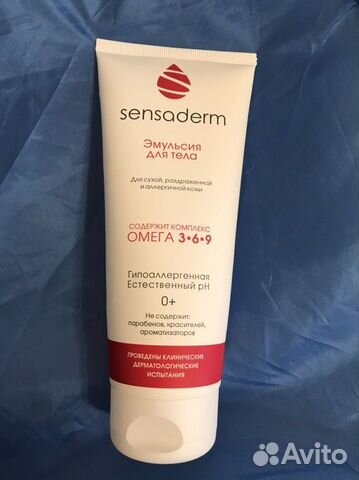 sensaderm
Эмульсия
для тела
Для сухой, раздраженной
и аллергичной кожи
СОДЕРЖИТ КОМПЛЕКС
ОМЕГА 3•6•9
Гипоаллергенная
Естественный pH
0+
Не содержит:
парабенов, красителей,
ароматизаторов
ПРОВЕДЕНЫ КЛИНИЧЕСКИЕ
ДЕРМАТОЛОГИЧЕСКИЕ
ИСПЫТАНИЯ
Avito